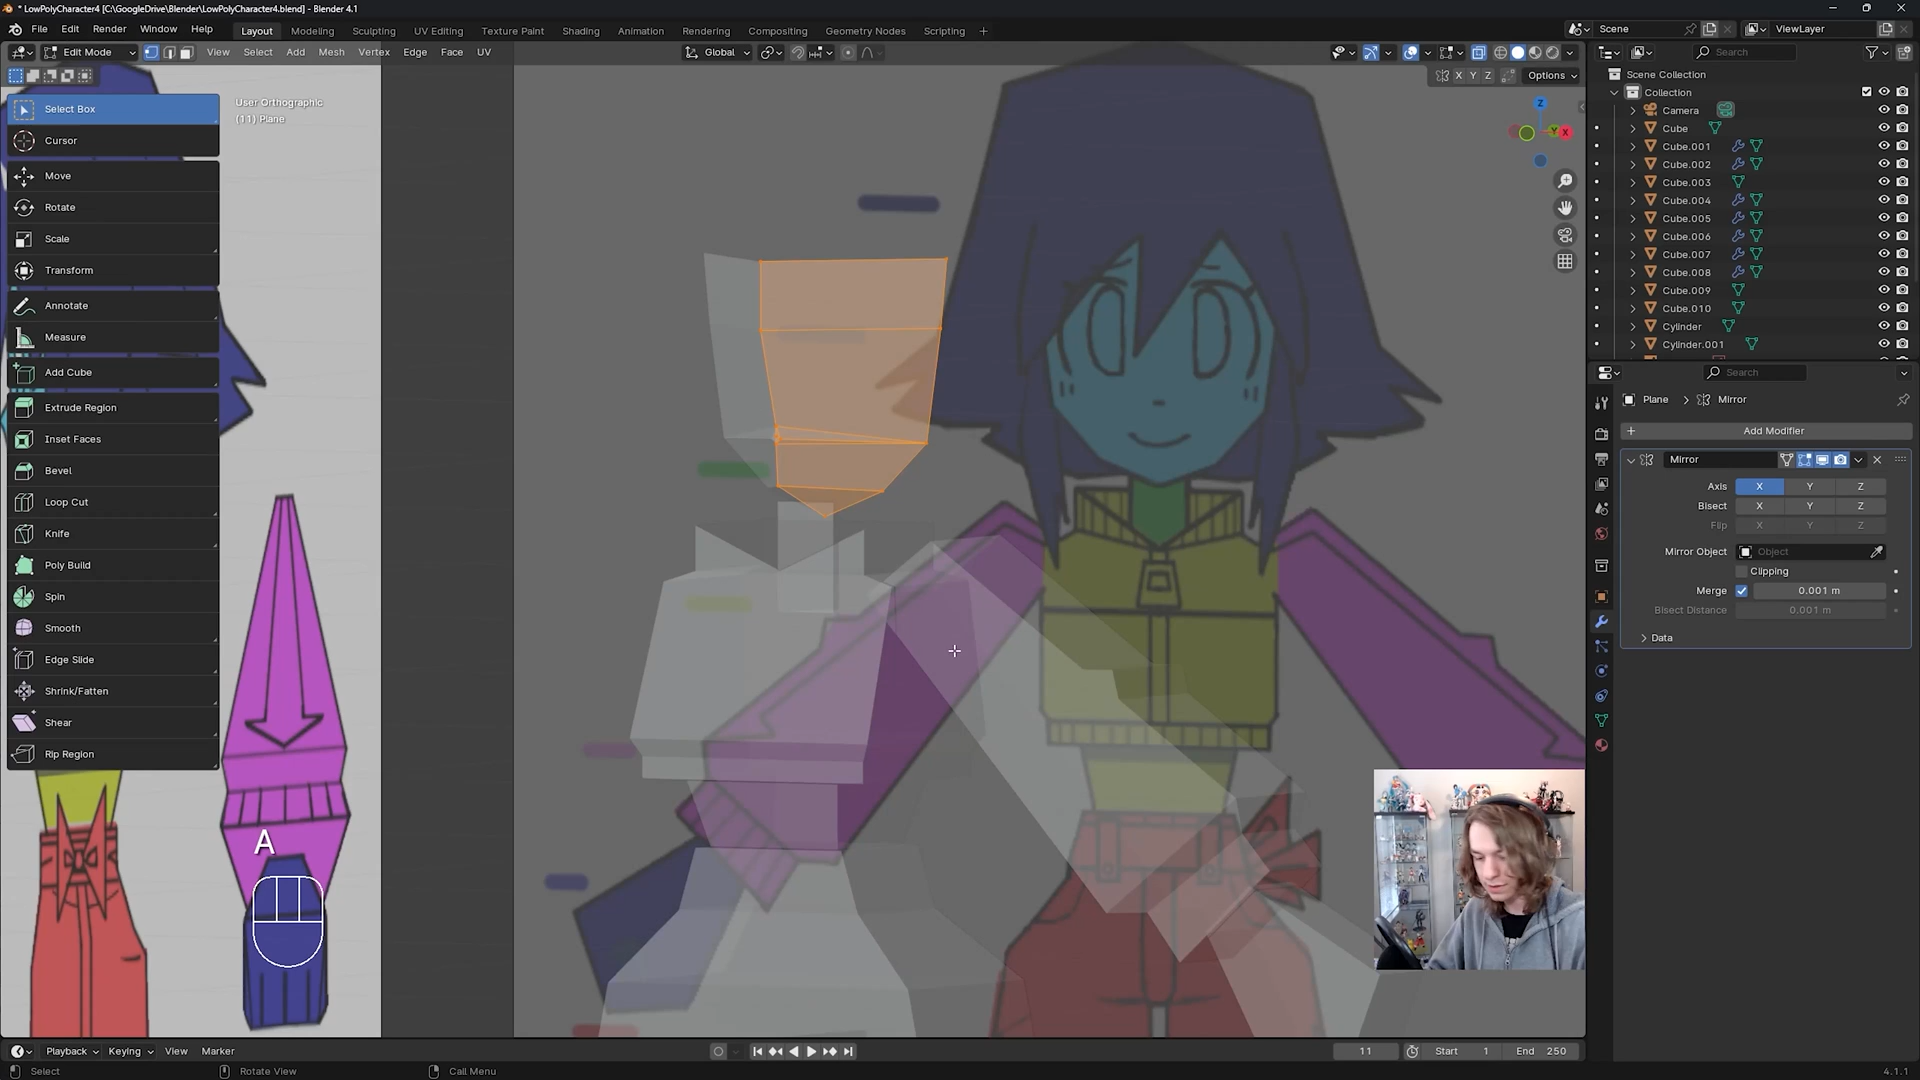 * LowPolyCharacter4 [C:\GoogleDrive\Blender\LowPolyCharacter4.blend] - Blender 4.1
File Edit Render Window Help
Layout Modeling Sculpting UV Editing Texture Paint Shading Animation Rendering Compositing Geometry Nodes Scripting
Scene
ViewLayer
Edit Mode View Select Add Mesh Vertex Edge Face UV
Global
Search
X Y Z Options
User Orthographic
(11) Plane
Select Box
Cursor
Move
Rotate
Scale
Transform
Annotate
Measure
Add Cube
Extrude Region
Inset Faces
Bevel
Loop Cut
Knife
Poly Build
Spin
Smooth
Edge Slide
Shrink/Fatten
Shear
Rip Region
A
Z
X
Scene Collection
Collection
Camera
Cube
Cube.001
Cube.002
Cube.003
Cube.004
Cube.005
Cube.006
Cube.007
Cube.008
Cube.009
Cube.010
Cylinder
Cylinder.001
Search
Plane Mirror
Add Modifier
Mirror
Axis X Y Z
Bisect X Y Z
Flip X Y Z
Mirror Object Object
Clipping
Merge 0.001 m
Bisect Distance 0.001 m
Data
Playback Keying View Marker
11 Start 1 End 250
Select Rotate View Call Menu
4.1.1